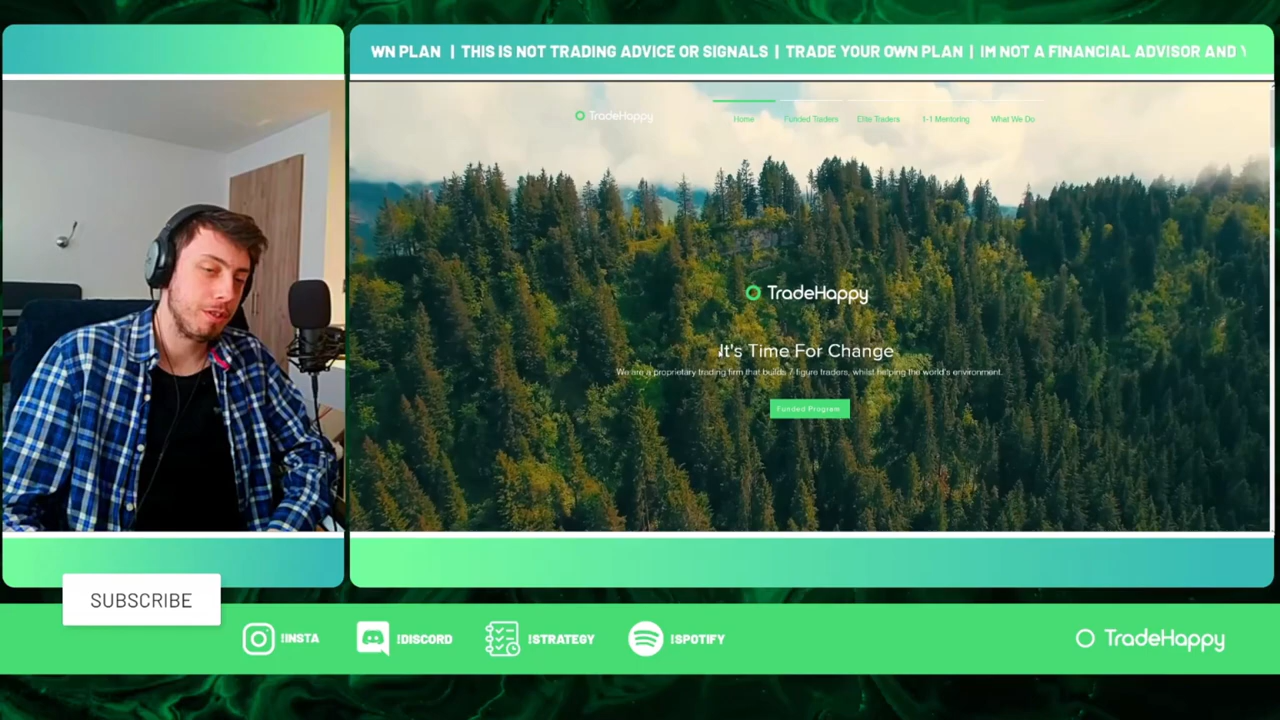 WN PLAN | THIS IS NOT TRADING ADVICE OR SIGNALS | TRADE YOUR OWN PLAN | IM NOT A FINANCIAL ADVISOR AND
TradeHappy
Home Funded Traders Elite Traders 1-1 Mentoring What We Do
TradeHappy
It's Time For Change
We are a proprietary trading firm that builds 7-figure traders, whilst helping the world's environment.
Funded Program
SUBSCRIBE
!INSTA !DISCORD !STRATEGY !SPOTIFY TradeHappy